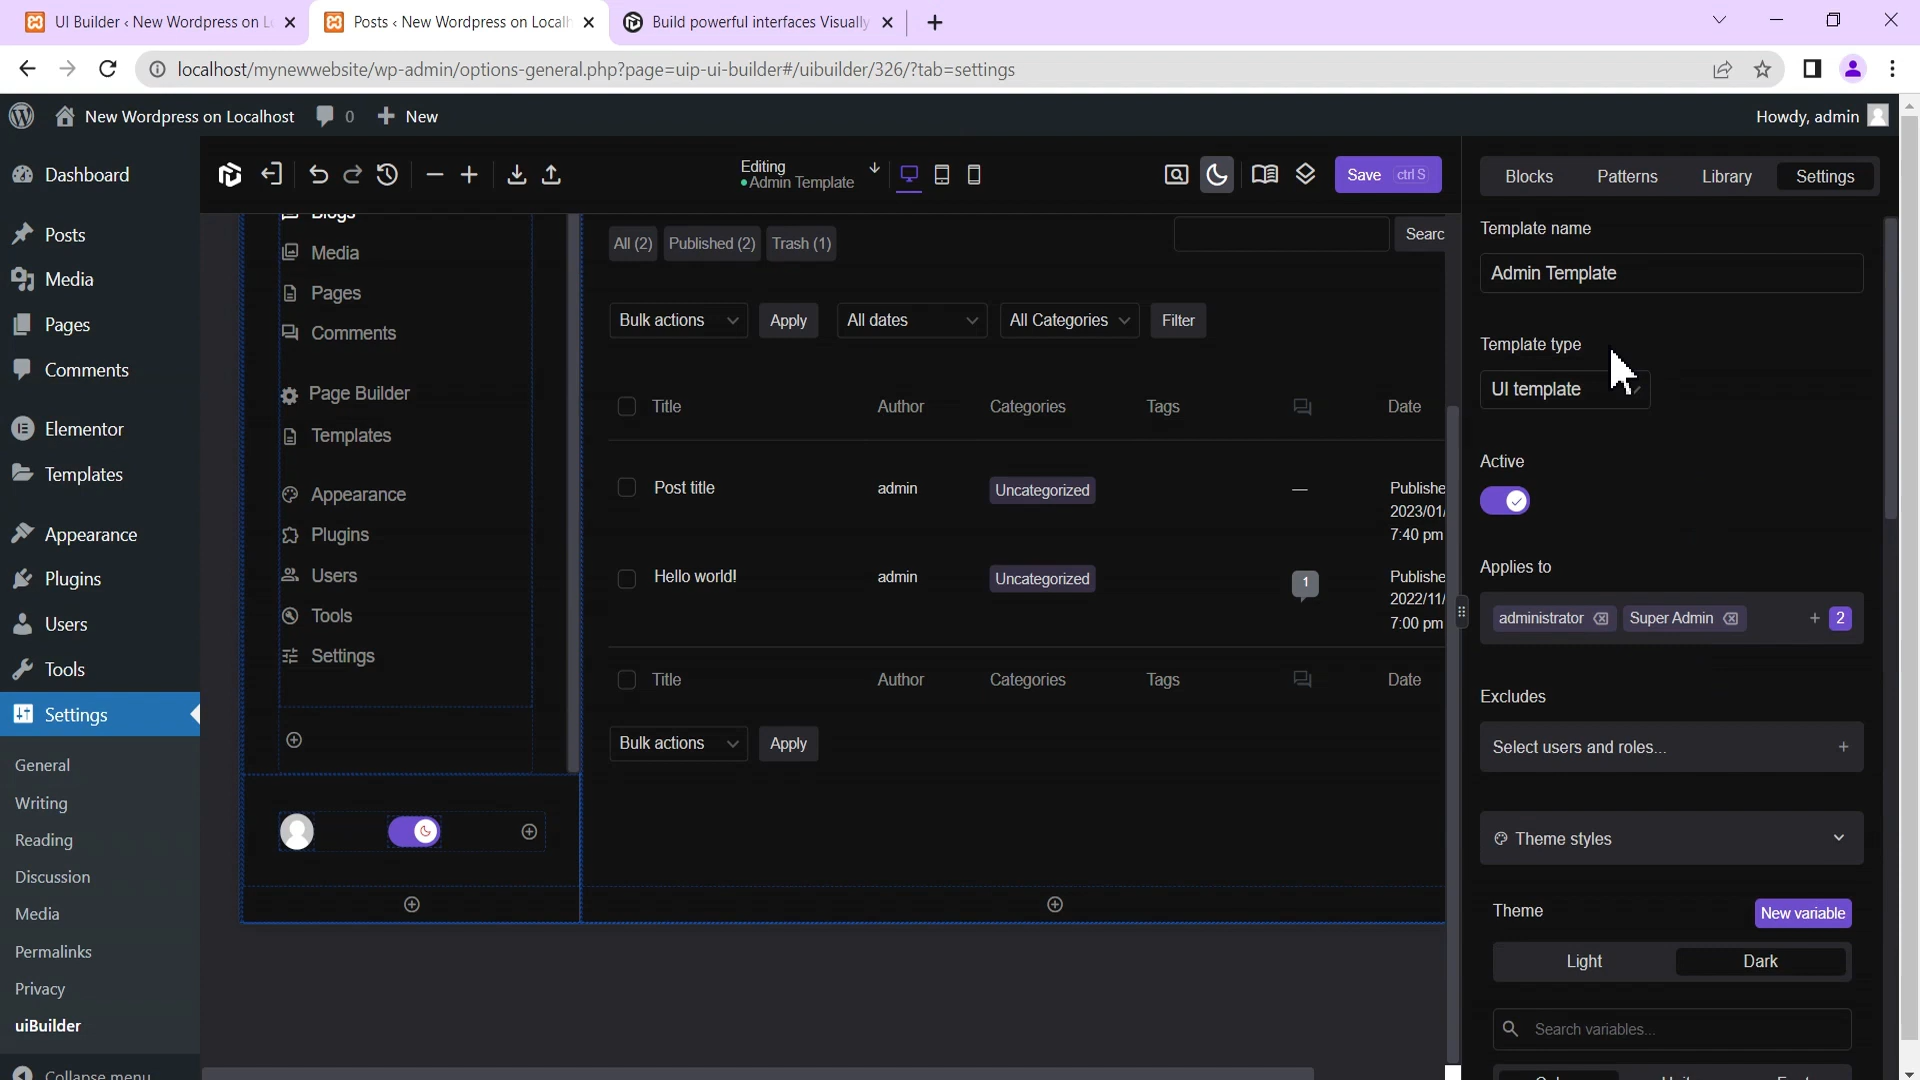 UI Builder ‹ New Wordpress on L
Posts ‹ New Wordpress on Localh
Build powerful interfaces Visually
localhost/mynewwebsite/wp-admin/options-general.php?page=uip-ui-builder#/uibuilder/326/?tab=settings
New Wordpress on Localhost
0
New
Howdy, admin
Dashboard
Posts
Media
Pages
Comments
Elementor
Templates
Appearance
Plugins
Users
Tools
Settings
General
Writing
Reading
Discussion
Media
Permalinks
Privacy
uiBuilder
Collapse menu
Editing
Admin Template
Save ctrl S
Blogs
Media
Pages
Comments
Page Builder
Templates
Appearance
Plugins
Users
Tools
Settings
All (2) Published (2) Trash (1)
Searc
Bulk actions Apply All dates All Categories Filter
Title Author Categories Tags Date
Post title admin Uncategorized — Publishe
2023/01/
7:40 pm
Hello world! admin Uncategorized 1 Publishe
2022/11/
7:00 pm
Title Author Categories Tags Date
Bulk actions Apply
Blocks Patterns Library Settings
Template name
Admin Template
Template type
UI template
Active
Applies to
administrator Super Admin + 2
Excludes
Select users and roles... +
Theme styles
Theme New variable
Light Dark
Search variables...